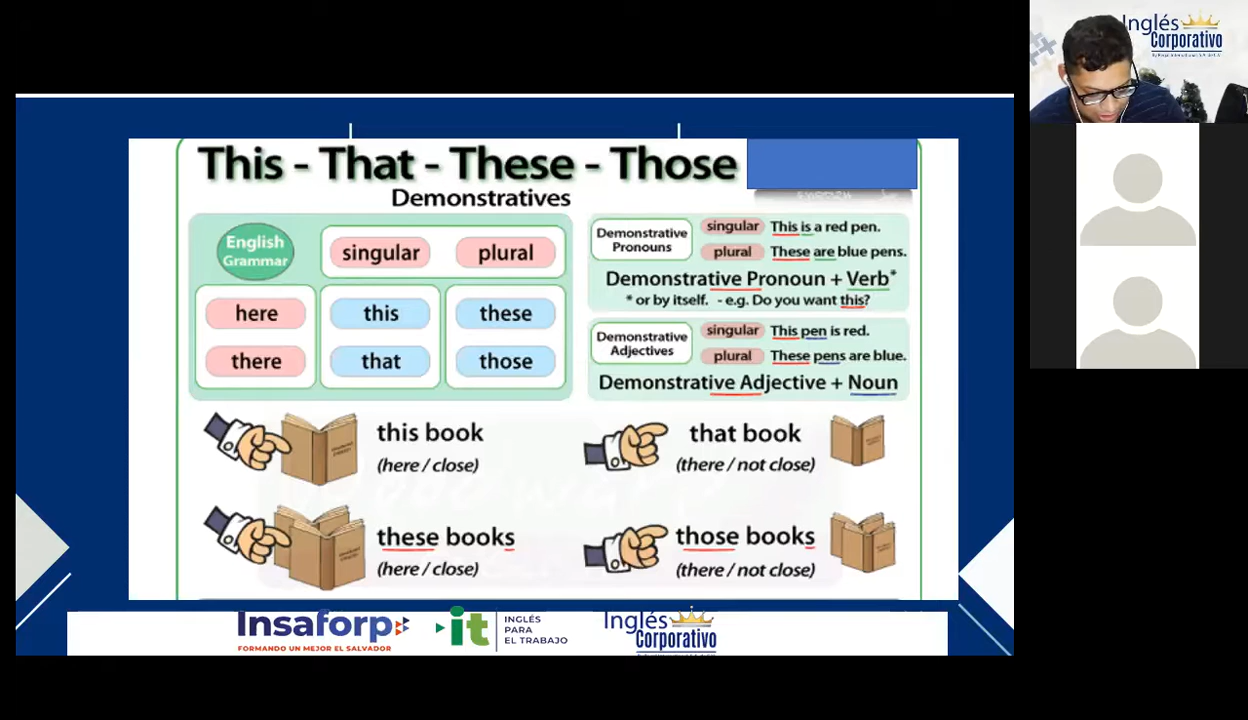 This - That - These - Those
Demonstratives
English
Grammar
singular
plural
here
this
these
there
that
those
Demonstrative
Pronouns
singular
This is a red pen.
plural
These are blue pens.
Demonstrative Pronoun + Verb*
* or by itself. - e.g. Do you want this?
Demonstrative
Adjectives
singular
This pen is red.
plural
These pens are blue.
Demonstrative Adjective + Noun
this book
(here / close)
that book
(there / not close)
these books
(here / close)
those books
(there / not close)
Insaforp
FORMANDO UN MEJOR EL SALVADOR
it
INGLÉS
PARA
EL TRABAJO
Inglés
Corporativo
Inglés
Corporativo